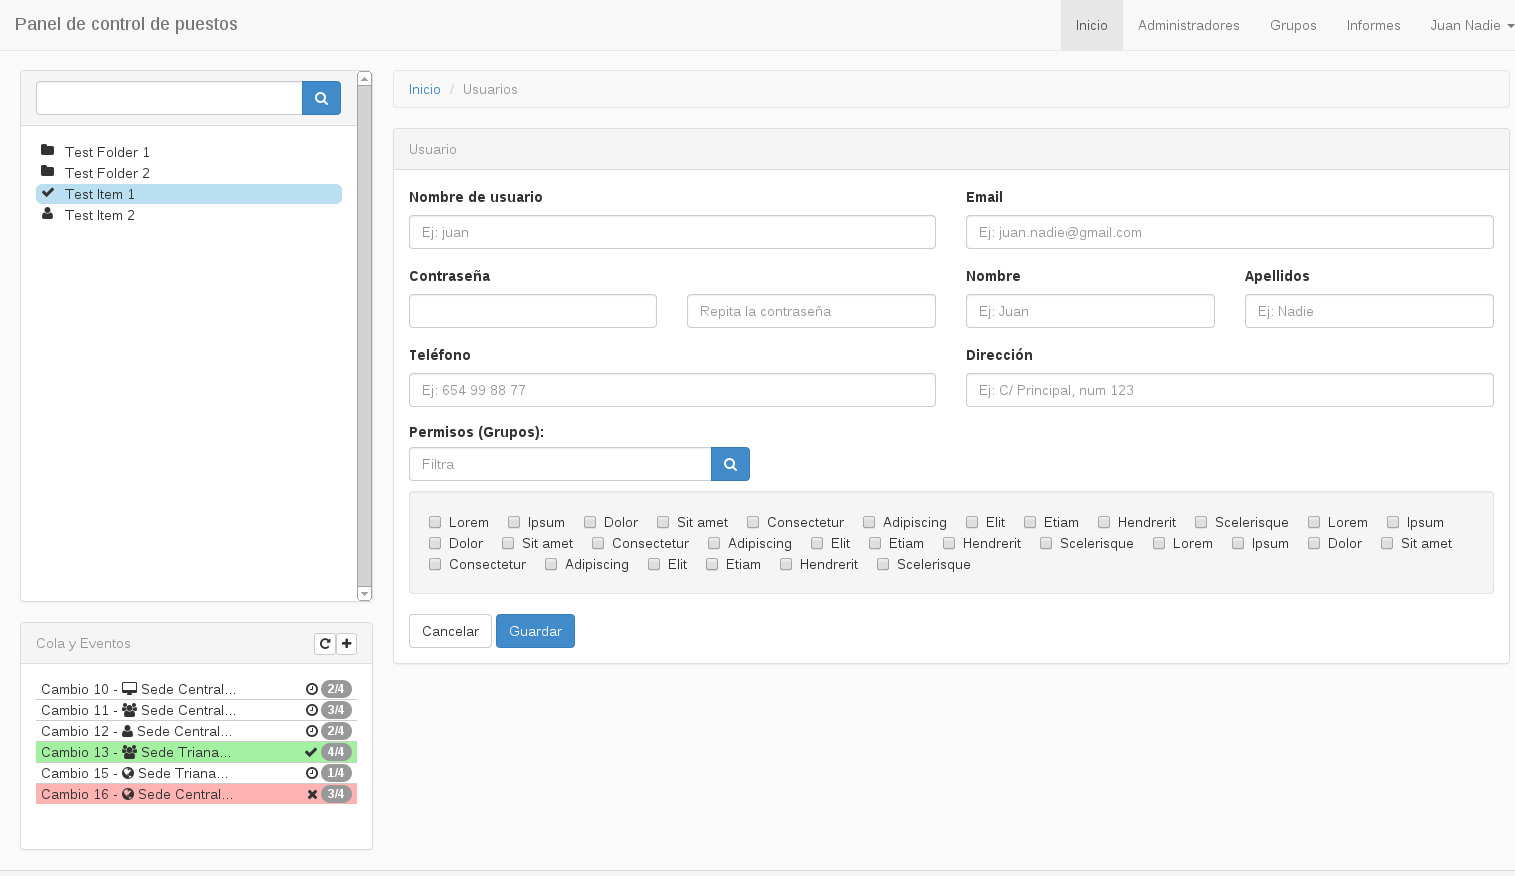 Panel de control de puestos
Inicio Administradores Grupos Informes Juan Nadie
Test Folder 1
Test Folder 2
Test Item 1
Test Item 2
Cola y Eventos
Cambio 10 - Sede Central... 2/4
Cambio 11 - Sede Central... 3/4
Cambio 12 - Sede Central... 2/4
Cambio 13 - Sede Triana... 4/4
Cambio 15 - Sede Triana... 1/4
Cambio 16 - Sede Central... 3/4
Inicio / Usuarios
Usuario
Nombre de usuario Email
Ej: juan Ej: juan.nadie@gmail.com
Contraseña Nombre Apellidos
Repita la contraseña Ej: Juan Ej: Nadie
Teléfono Dirección
Ej: 654 99 88 77 Ej: C/ Principal, num 123
Permisos (Grupos):
Filtra
Lorem Ipsum Dolor Sit amet Consectetur Adipiscing Elit Etiam Hendrerit Scelerisque Lorem Ipsum
Dolor Sit amet Consectetur Adipiscing Elit Etiam Hendrerit Scelerisque Lorem Ipsum Dolor Sit amet
Consectetur Adipiscing Elit Etiam Hendrerit Scelerisque
Cancelar Guardar